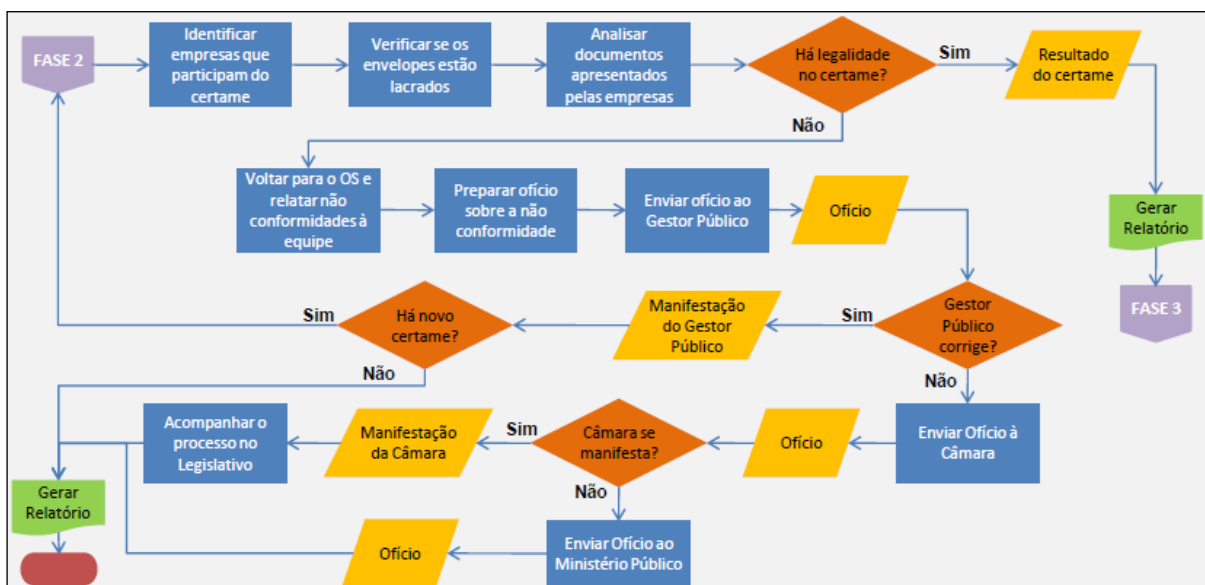 FASE 2
Identificar
empresas que
participam do
certame
Verificar se os
envelopes estão
lacrados
Analisar
documentos
apresentados
pelas empresas
Há legalidade
no certame?
Sim
Resultado
do certame
Não
Voltar para o OS e
relatar não
conformidades à
equipe
Preparar ofício
sobre a não
conformidade
Enviar ofício ao
Gestor Público
Ofício
Gerar
Relatório
FASE 3
Gestor
Público
corrige?
Sim
Manifestação
do Gestor
Público
Há novo
certame?
Sim
Não
Não
Enviar Ofício à
Câmara
Ofício
Câmara se
manifesta?
Sim
Manifestação
da Câmara
Acompanhar o
processo no
Legislativo
Não
Enviar Ofício ao
Ministério Público
Ofício
Gerar
Relatório